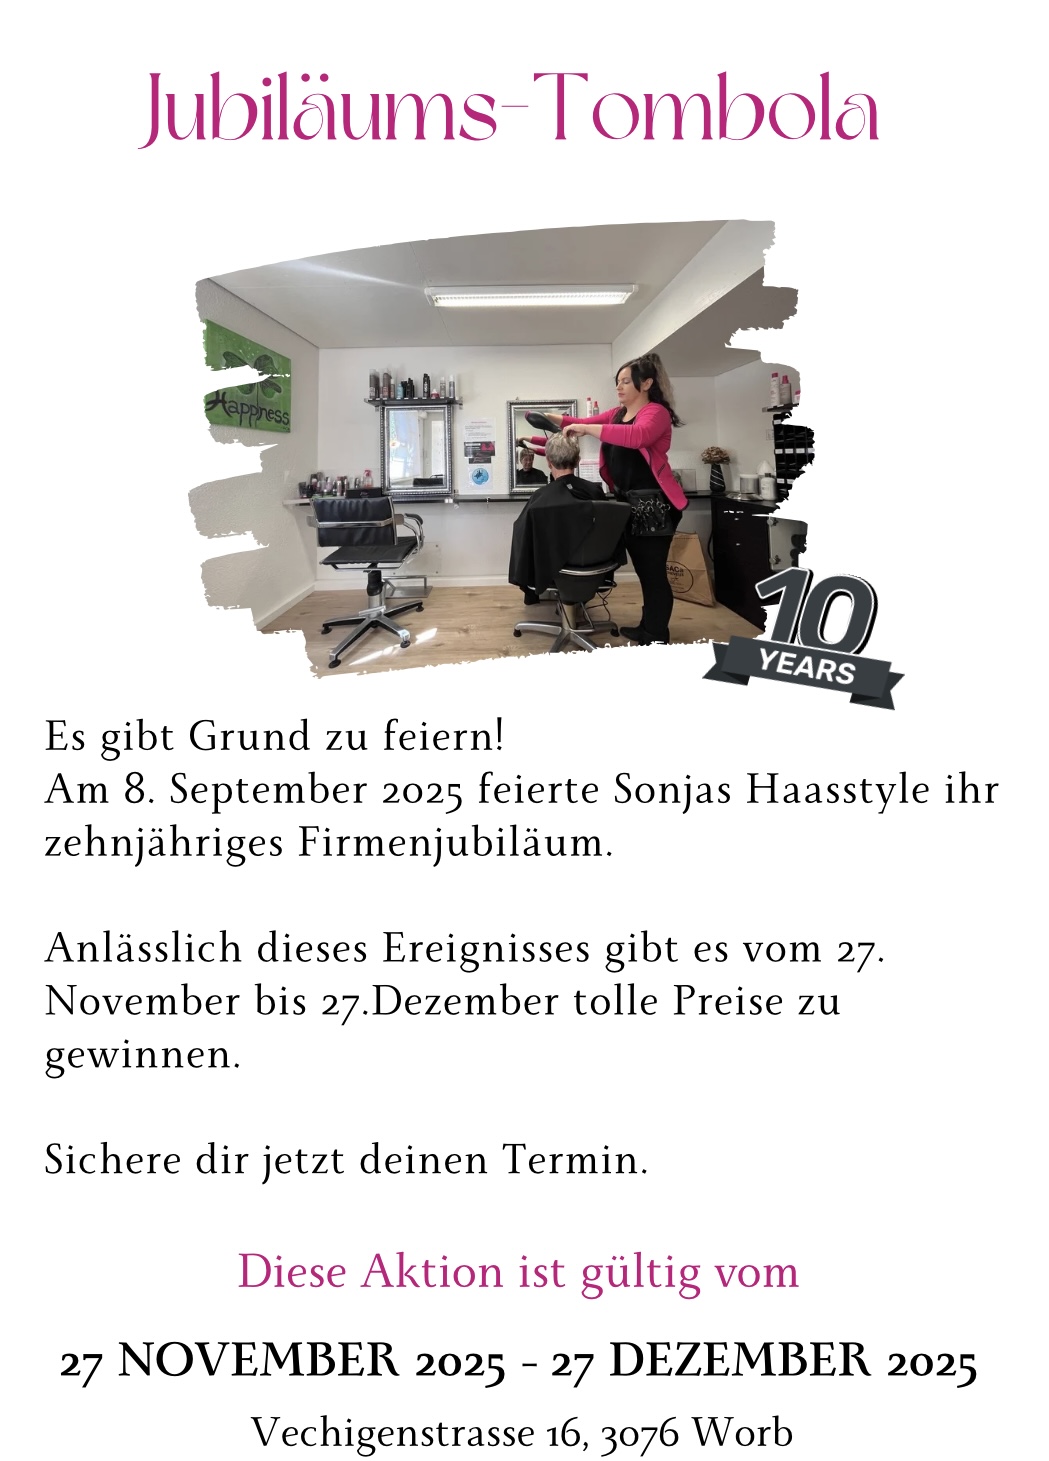 Jubiläums-Tombola
Happiness
10
YEARS
Es gibt Grund zu feiern!
Am 8. September 2025 feierte Sonjas Haasstyle ihr
zehnjähriges Firmenjubiläum.
Anlässlich dieses Ereignisses gibt es vom 27.
November bis 27.Dezember tolle Preise zu
gewinnen.
Sichere dir jetzt deinen Termin.
Diese Aktion ist gültig vom
27 NOVEMBER 2025 - 27 DEZEMBER 2025
Vechigenstrasse 16, 3076 Worb